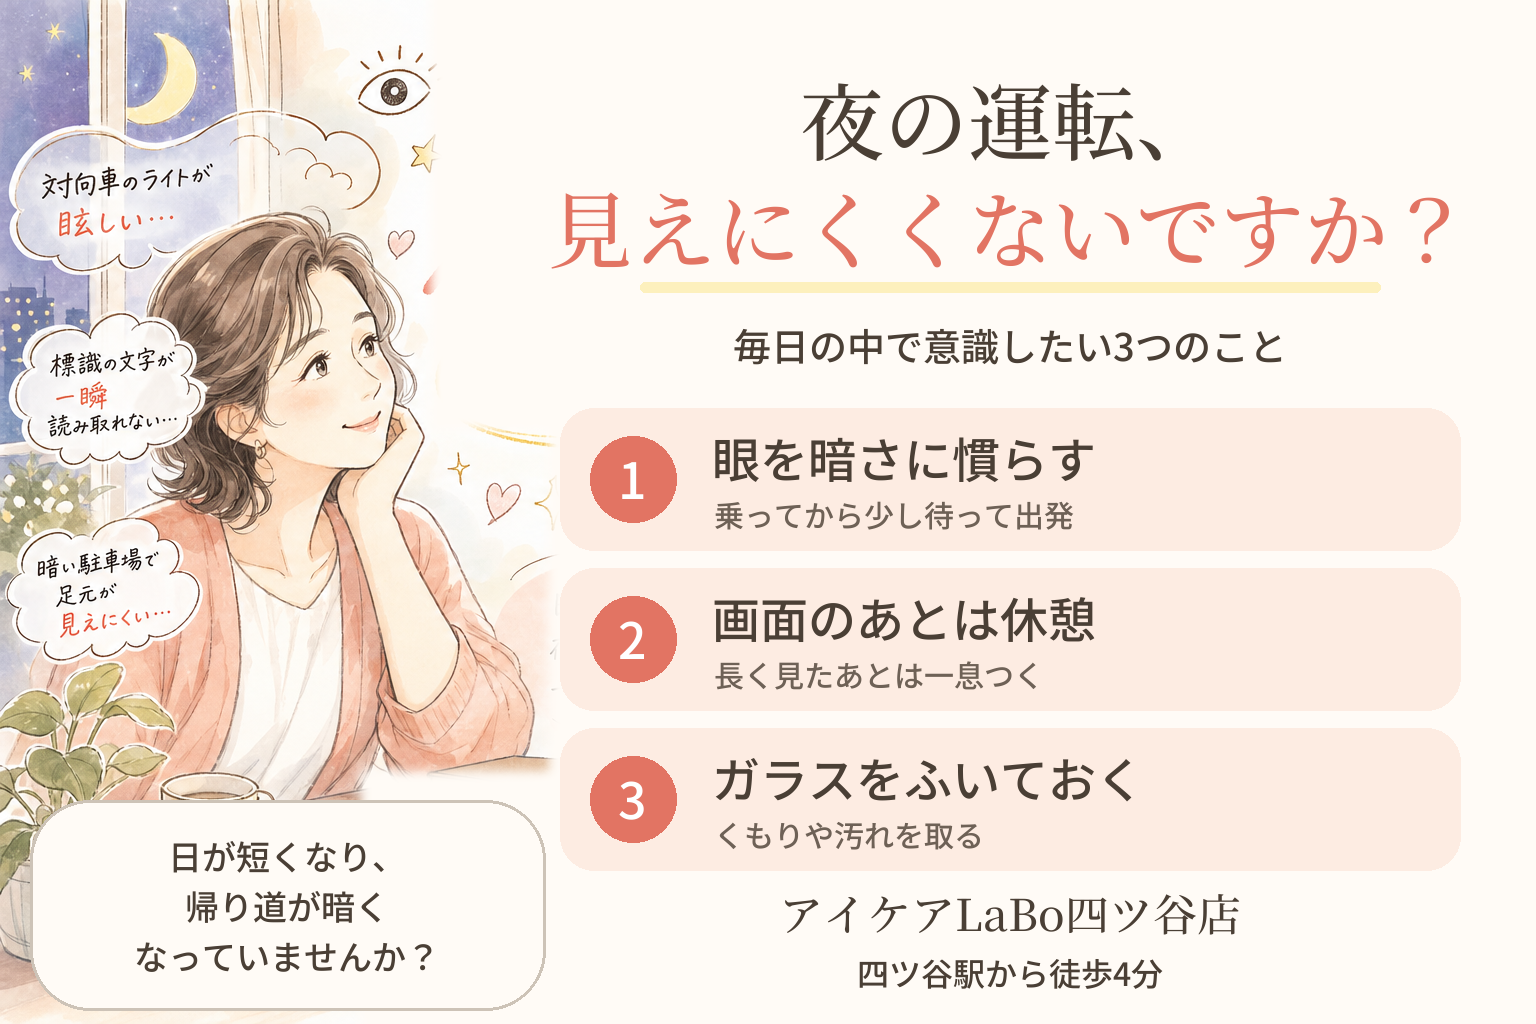 夜の運転、
見えにくくないですか？
毎日の中で意識したい3つのこと
対向車のライトが
眩しい…
標識の文字が
一瞬
読み取れない…
暗い駐車場で
足元が
見えにくい…
1
眼を暗さに慣らす
乗ってから少し待って出発
2
画面のあとは休憩
長く見たあとは一息つく
3
ガラスをふいておく
くもりや汚れを取る
日が短くなり、
帰り道が暗く
なっていませんか？
アイケアLaBo四ツ谷店
四ツ谷駅から徒歩4分